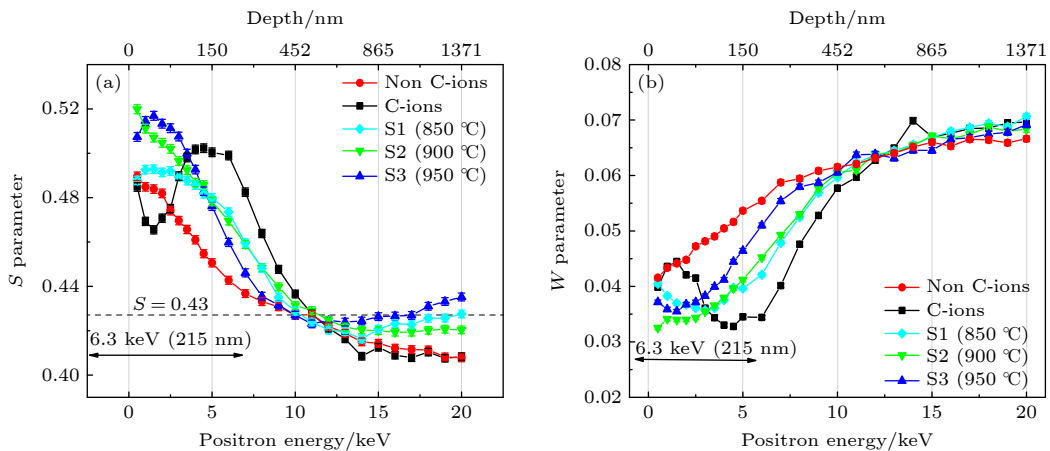 Depth/nm
0 150 452 865 1371
(a)
Non C-ions
C-ions
S1 (850 ℃)
S2 (900 ℃)
S3 (950 ℃)
S parameter
0.52
0.48
0.44
0.40
S=0.43
6.3 keV (215 nm)
0 5 10 15 20
Positron energy/keV
Depth/nm
0 150 452 865 1371
(b)
W parameter
0.08
0.07
0.06
0.05
0.04
0.03
0.02
6.3 keV (215 nm)
Non C-ions
C-ions
S1 (850 ℃)
S2 (900 ℃)
S3 (950 ℃)
0 5 10 15 20
Positron energy/keV